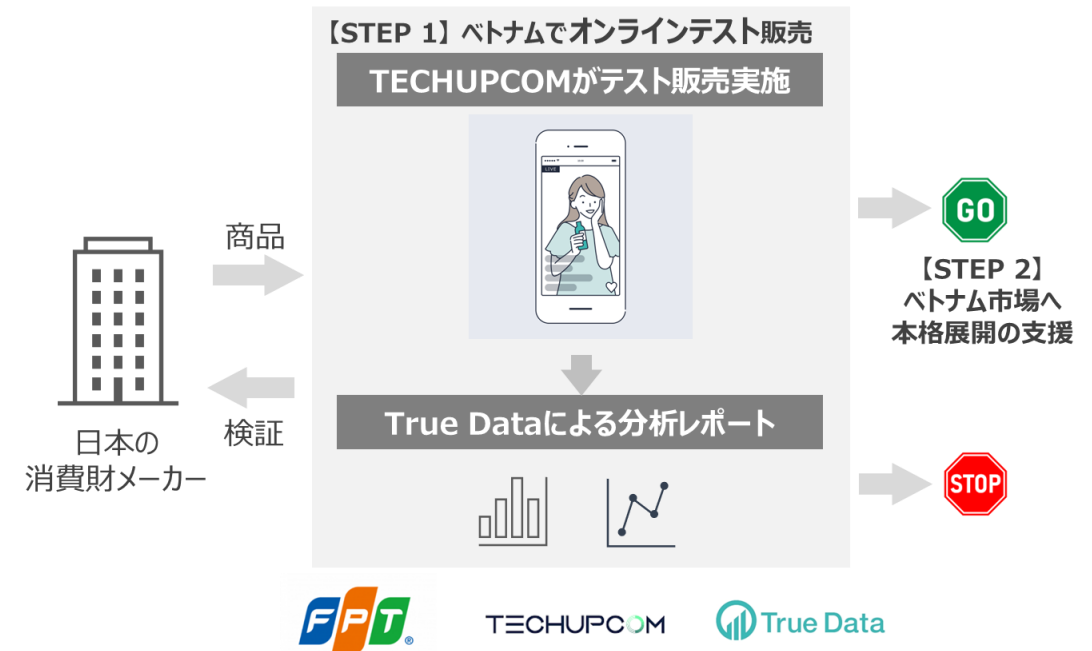 【STEP 1】ベトナムでオンラインテスト販売
TECHUPCOMがテスト販売実施
LIVE
商品
GO
【STEP 2】
ベトナム市場へ
本格展開の支援
検証
True Dataによる分析レポート
日本の
消費財メーカー
STOP
FPT®
TECHUPCOM
True Data